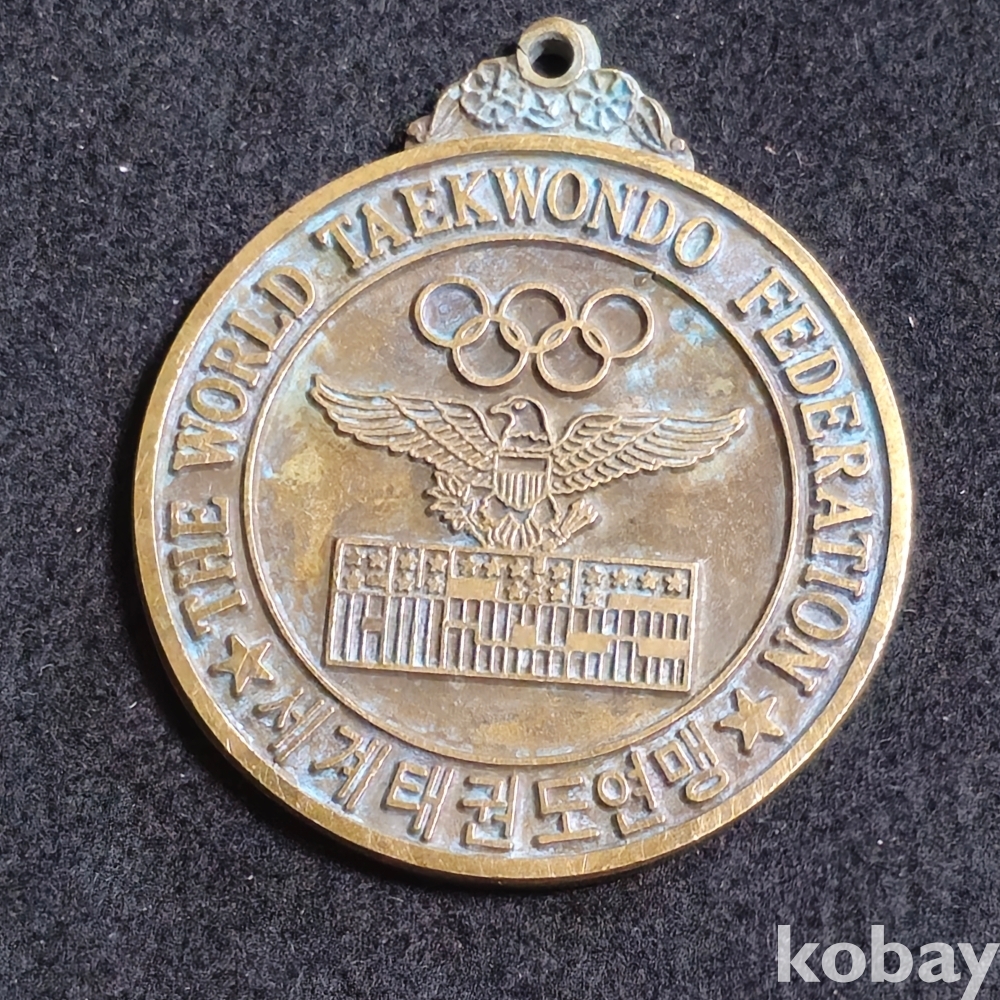 ★ THE WORLD TAEKWONDO FEDERATION ★
세계태권도연맹
kobay